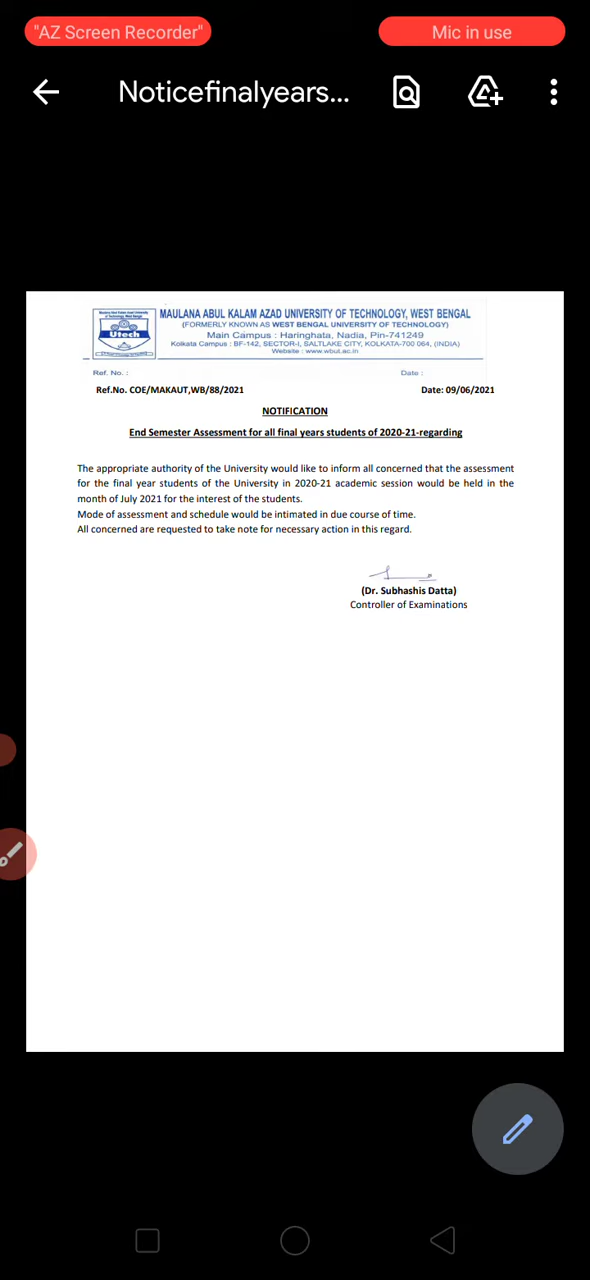 "AZ Screen Recorder"
Mic in use
Noticefinalyears...
Utech
MAULANA ABUL KALAM AZAD UNIVERSITY OF TECHNOLOGY, WEST BENGAL
(FORMERLY KNOWN AS WEST BENGAL UNIVERSITY OF TECHNOLOGY)
Main Campus : Haringhata, Nadia, Pin-741249
Kolkata Campus : BF-142, SECTOR-I, SALTLAKE CITY, KOLKATA-700 064, (INDIA)
Website : www.wbut.ac.in
Ref. No. : Date :
Ref.No. COE/MAKAUT,WB/88/2021 Date: 09/06/2021
NOTIFICATION
End Semester Assessment for all final years students of 2020-21-regarding
The appropriate authority of the University would like to inform all concerned that the assessment
for the final year students of the University in 2020-21 academic session would be held in the
month of July 2021 for the interest of the students.
Mode of assessment and schedule would be intimated in due course of time.
All concerned are requested to take note for necessary action in this regard.
(Dr. Subhashis Datta)
Controller of Examinations